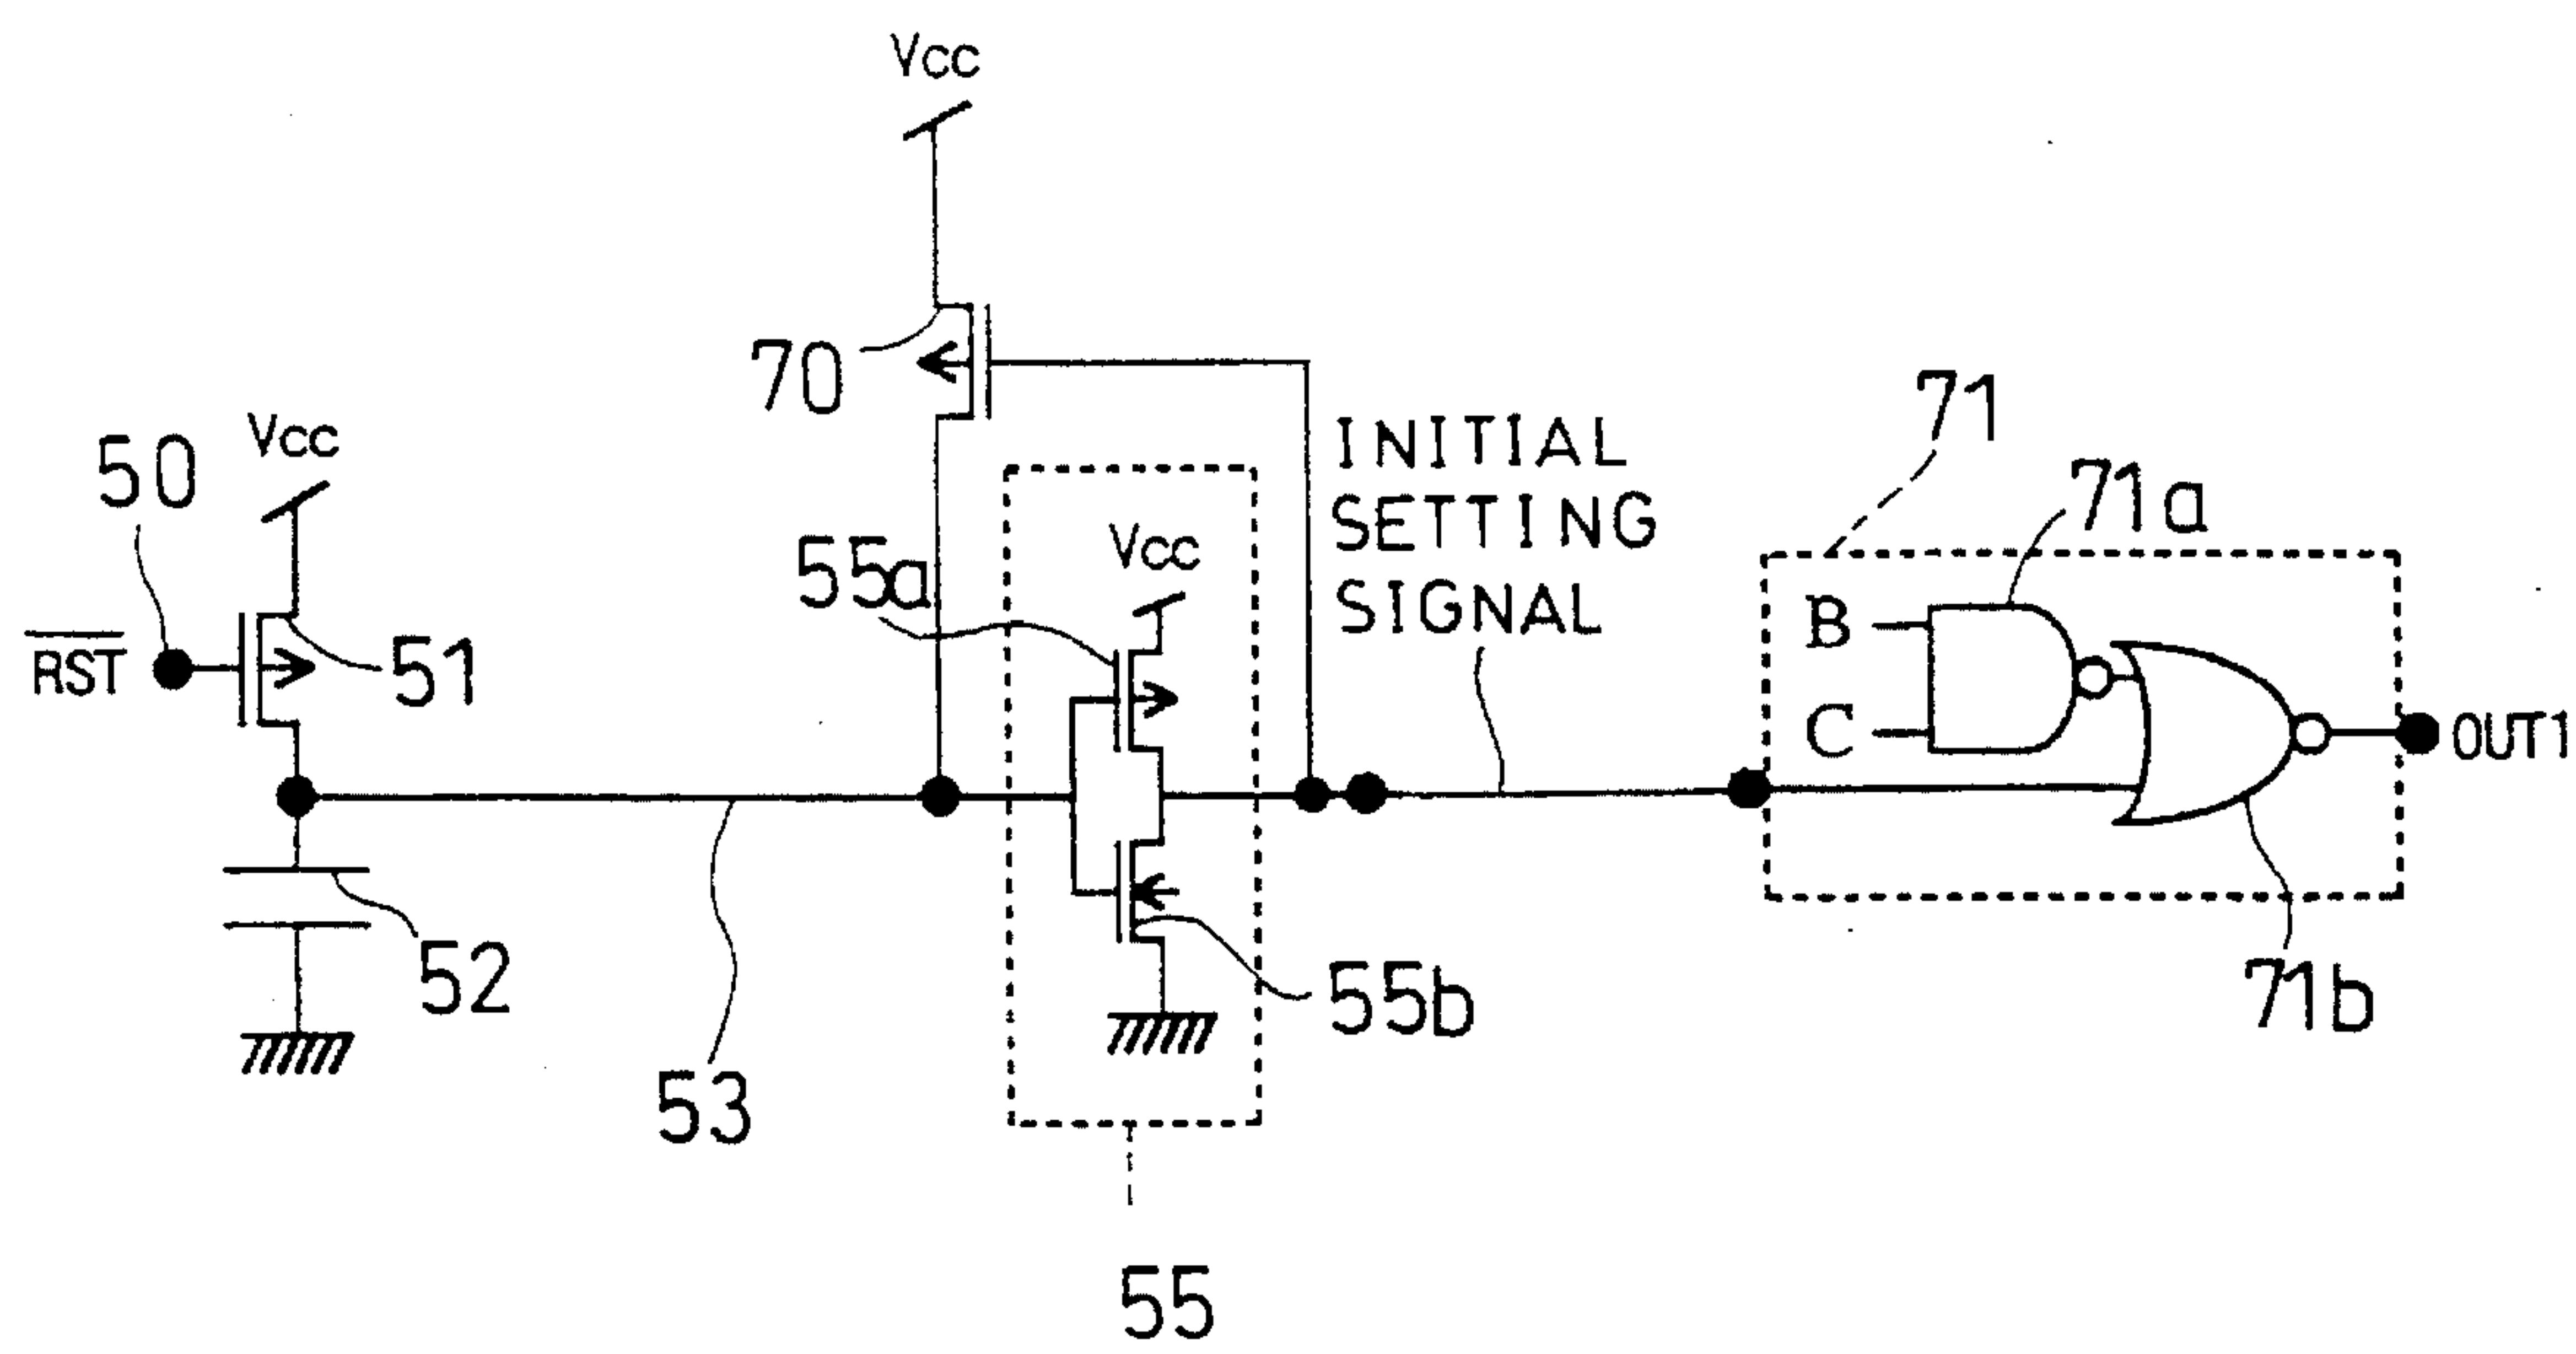 Vcc
Vcc
50
RST
51
52
53
70
55a
Vcc
55b
55
INITIAL
SETTING
SIGNAL
71
71a
B
C
71b
OUT1